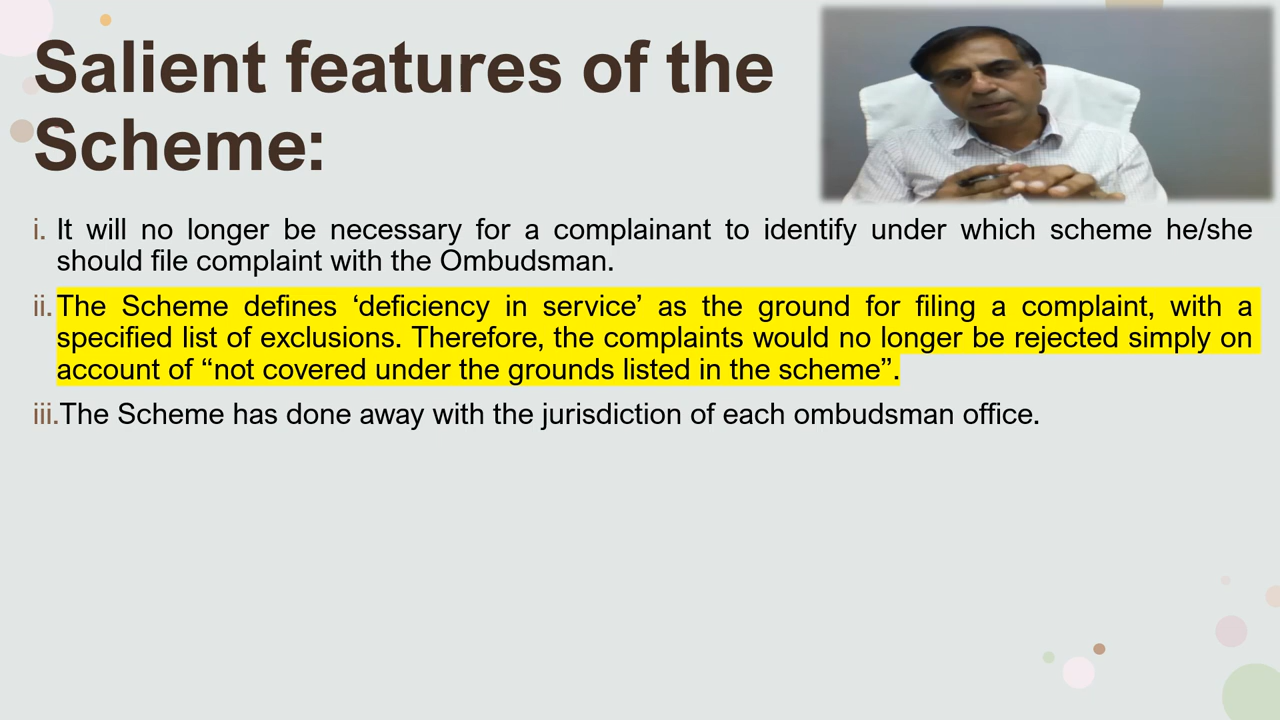 Salient features of the
Scheme:
i. It will no longer be necessary for a complainant to identify under which scheme he/she
should file complaint with the Ombudsman.
ii. The Scheme defines ‘deficiency in service’ as the ground for filing a complaint, with a
specified list of exclusions. Therefore, the complaints would no longer be rejected simply on
account of “not covered under the grounds listed in the scheme”.
iii.The Scheme has done away with the jurisdiction of each ombudsman office.